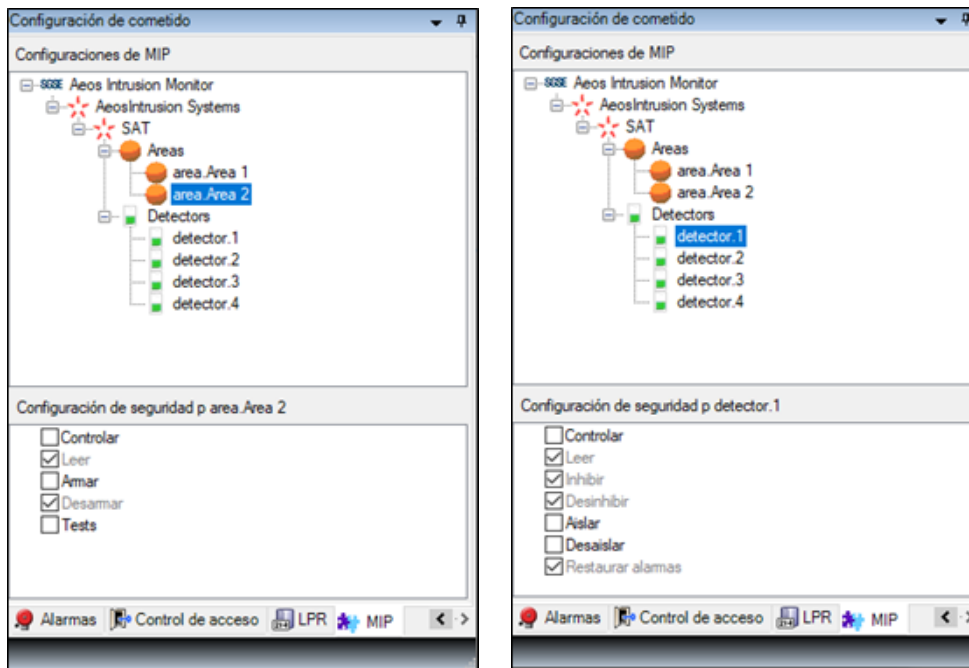 Configuración de cometido
Configuraciones de MIP
SGSE Aeos Intrusion Monitor
AeosIntrusion Systems
SAT
Areas
area.Area 1
area.Area 2
Detectors
detector.1
detector.2
detector.3
detector.4
Configuración de seguridad p area.Area 2
Controlar
Leer
Armar
Desarmar
Tests
Alarmas Control de acceso LPR MIP
Configuración de cometido
Configuraciones de MIP
SGSE Aeos Intrusion Monitor
AeosIntrusion Systems
SAT
Areas
area.Area 1
area.Area 2
Detectors
detector.1
detector.2
detector.3
detector.4
Configuración de seguridad p detector.1
Controlar
Leer
Inhibir
Desinhibir
Aislar
Desaislar
Restaurar alarmas
Alarmas Control de acceso LPR MIP